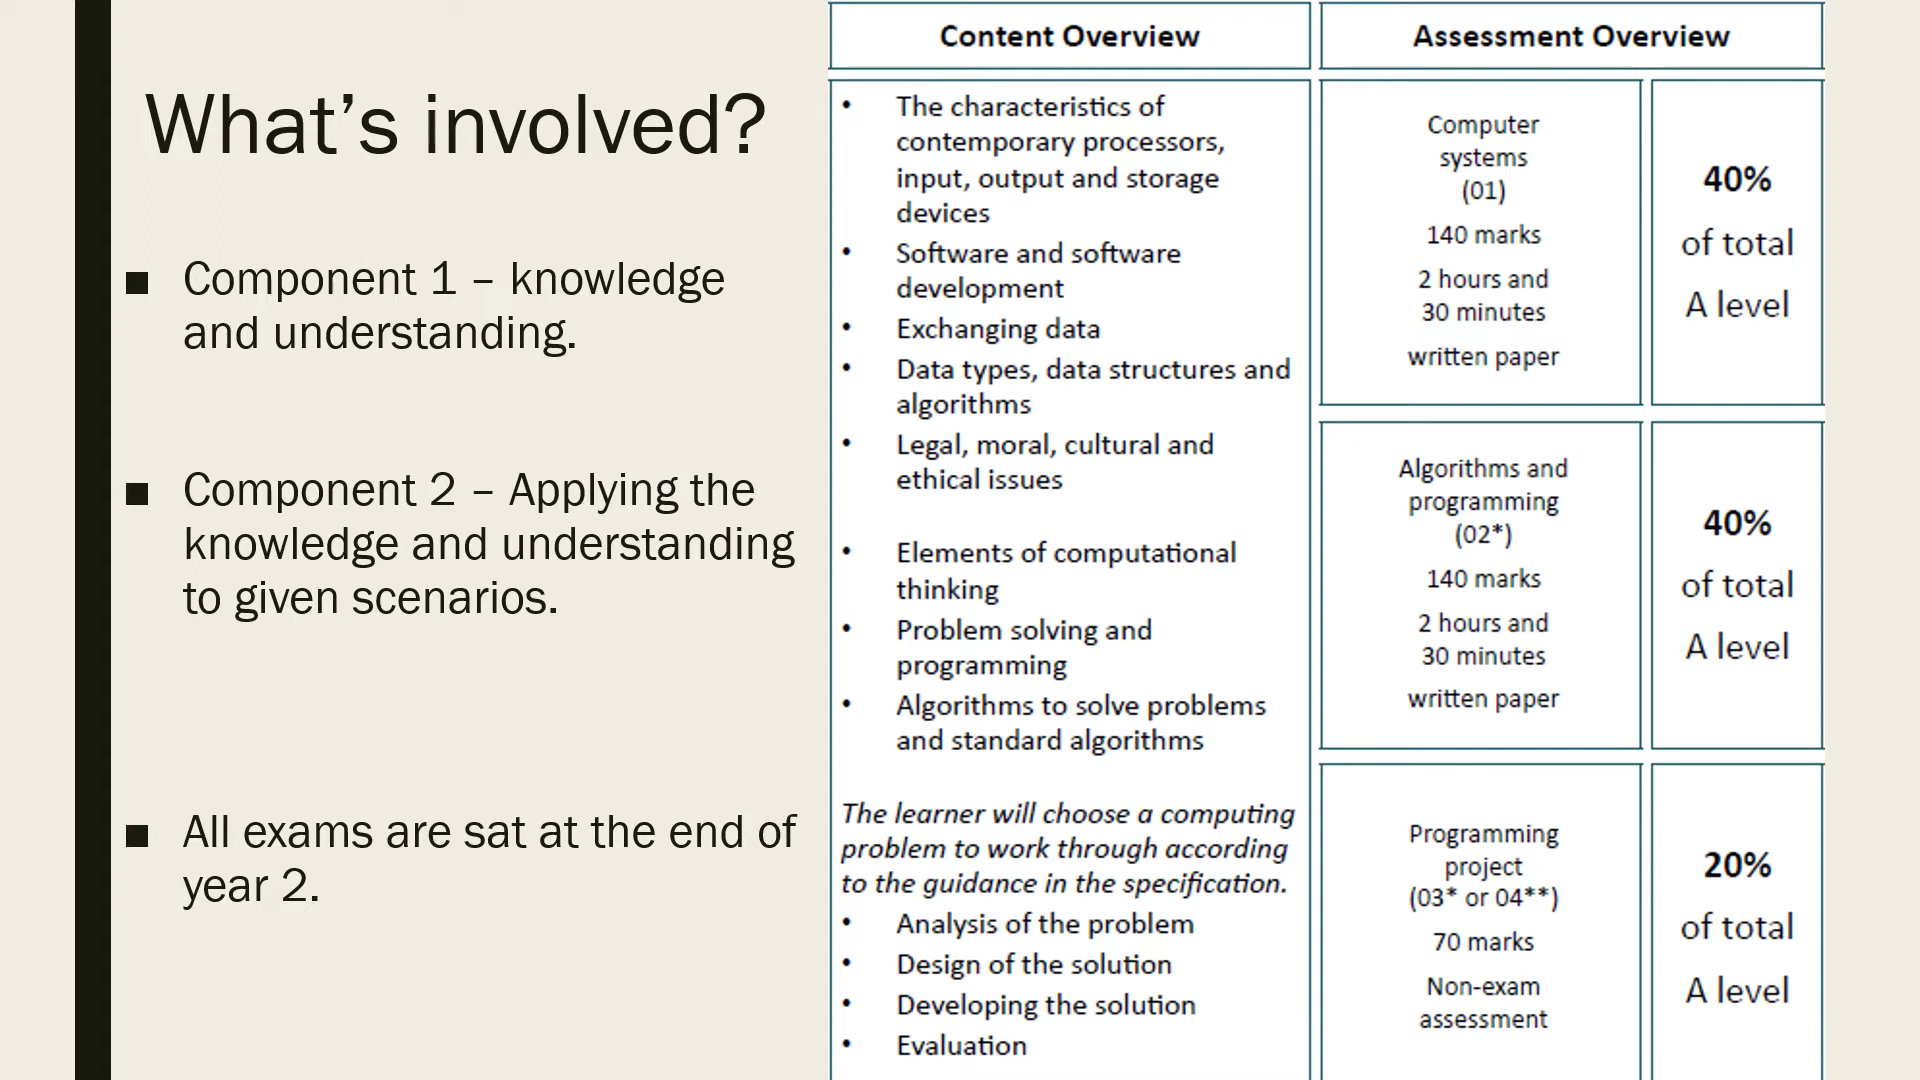 What's involved?
■ Component 1 – knowledge
and understanding.
■ Component 2 – Applying the
knowledge and understanding
to given scenarios.
■ All exams are sat at the end of
year 2.
Content Overview
• The characteristics of
contemporary processors,
input, output and storage
devices
• Software and software
development
• Exchanging data
• Data types, data structures and
algorithms
• Legal, moral, cultural and
ethical issues
• Elements of computational
thinking
• Problem solving and
programming
• Algorithms to solve problems
and standard algorithms
The learner will choose a computing
problem to work through according
to the guidance in the specification.
• Analysis of the problem
• Design of the solution
• Developing the solution
• Evaluation
Assessment Overview
Computer
systems
(01)
140 marks
2 hours and
30 minutes
written paper
40%
of total
A level
Algorithms and
programming
(02*)
140 marks
2 hours and
30 minutes
written paper
40%
of total
A level
Programming
project
(03* or 04**)
70 marks
Non-exam
assessment
20%
of total
A level